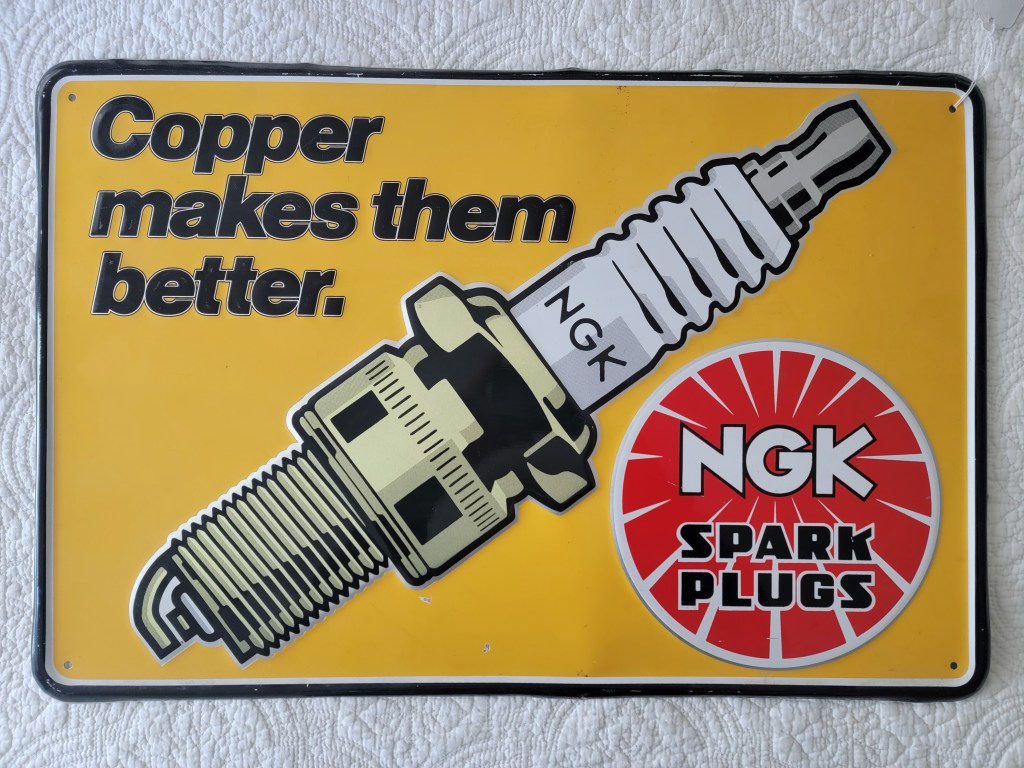 Copper
makes them
better.
NGK
NGK
SPARK
PLUGS